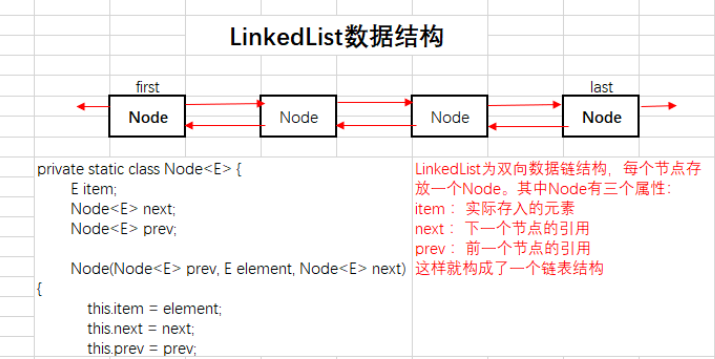 LinkedList数据结构
first
last
Node
Node
Node
Node
private static class Node<E> {
E item;
Node<E> next;
Node<E> prev;
Node(Node<E> prev, E element, Node<E> next)
{
this.item = element;
this.next = next;
this.prev = prev;
LinkedList为双向数据链结构，每个节点存
放一个Node。其中Node有三个属性：
item ： 实际存入的元素
next ： 下一个节点的引用
prev ： 前一个节点的引用
这样就构成了一个链表结构